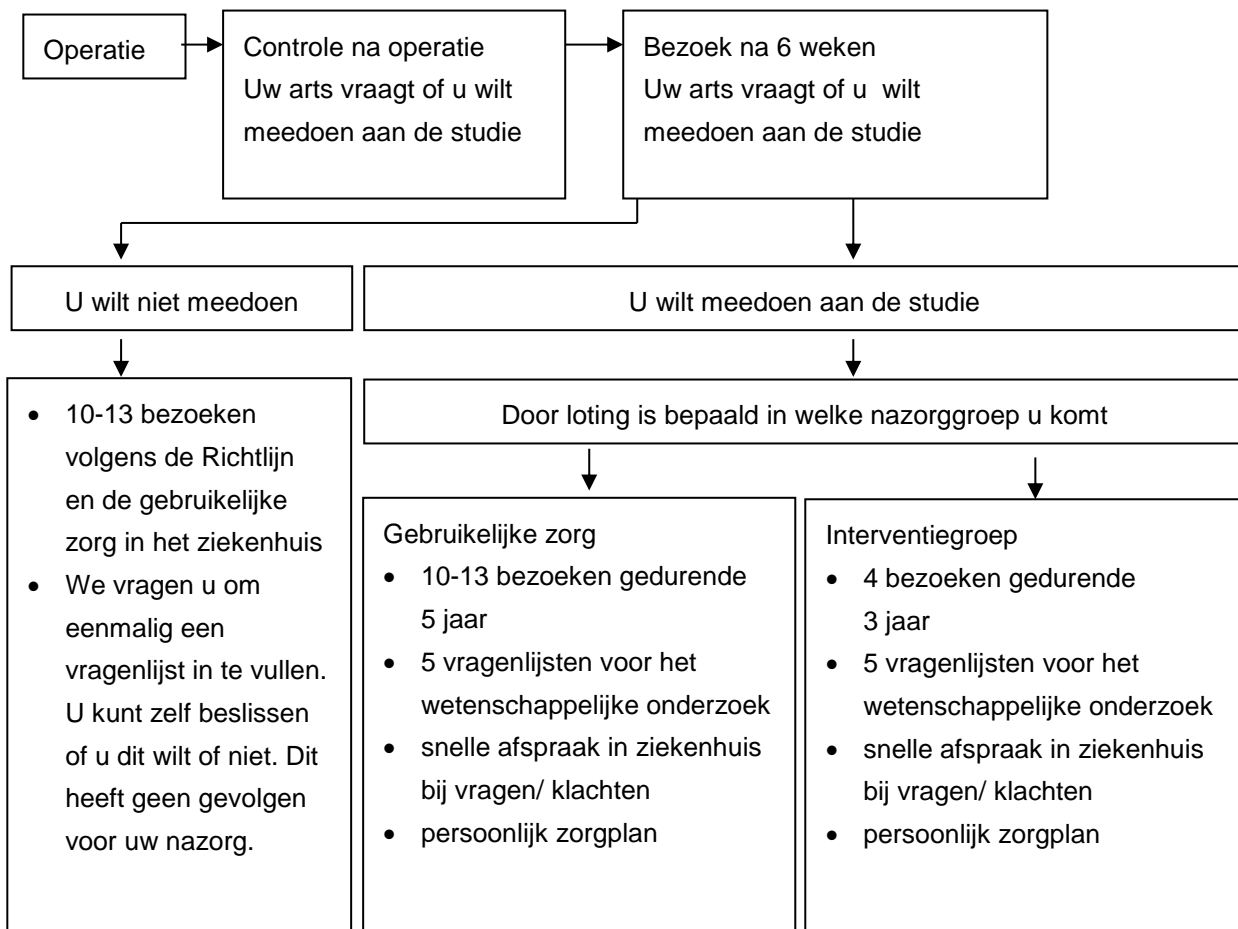 Operatie
Controle na operatie
Uw arts vraagt of u wilt
meedoen aan de studie
Bezoek na 6 weken
Uw arts vraagt of u wilt
meedoen aan de studie
U wilt niet meedoen
U wilt meedoen aan de studie
• 10-13 bezoeken
volgens de Richtlijn
en de gebruikelijke
zorg in het ziekenhuis
• We vragen u om
eenmalig een
vragenlijst in te vullen.
U kunt zelf beslissen
of u dit wilt of niet. Dit
heeft geen gevolgen
voor uw nazorg.
Door loting is bepaald in welke nazorggroep u komt
Gebruikelijke zorg
• 10-13 bezoeken gedurende
5 jaar
• 5 vragenlijsten voor het
wetenschappelijke onderzoek
• snelle afspraak in ziekenhuis
bij vragen/ klachten
• persoonlijk zorgplan
Interventiegroep
• 4 bezoeken gedurende
3 jaar
• 5 vragenlijsten voor het
wetenschappelijke onderzoek
• snelle afspraak in ziekenhuis
bij vragen/ klachten
• persoonlijk zorgplan